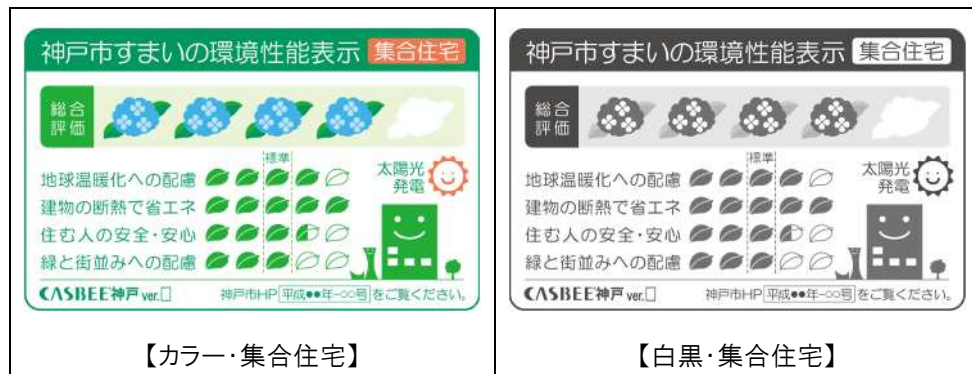 神戸市すまいの環境性能表示 集合住宅
総合
評価
標準
地球温暖化への配慮
建物の断熱で省エネ
住む人の安全・安心
緑と街並みへの配慮
太陽光
発電
CASBEE神戸 ver.□ 神戸市HP 平成●●年-○○号 をご覧ください。
【カラー・集合住宅】
神戸市すまいの環境性能表示 集合住宅
総合
評価
標準
地球温暖化への配慮
建物の断熱で省エネ
住む人の安全・安心
緑と街並みへの配慮
太陽光
発電
CASBEE神戸 ver.□ 神戸市HP 平成●●年-○○号 をご覧ください。
【白黒・集合住宅】